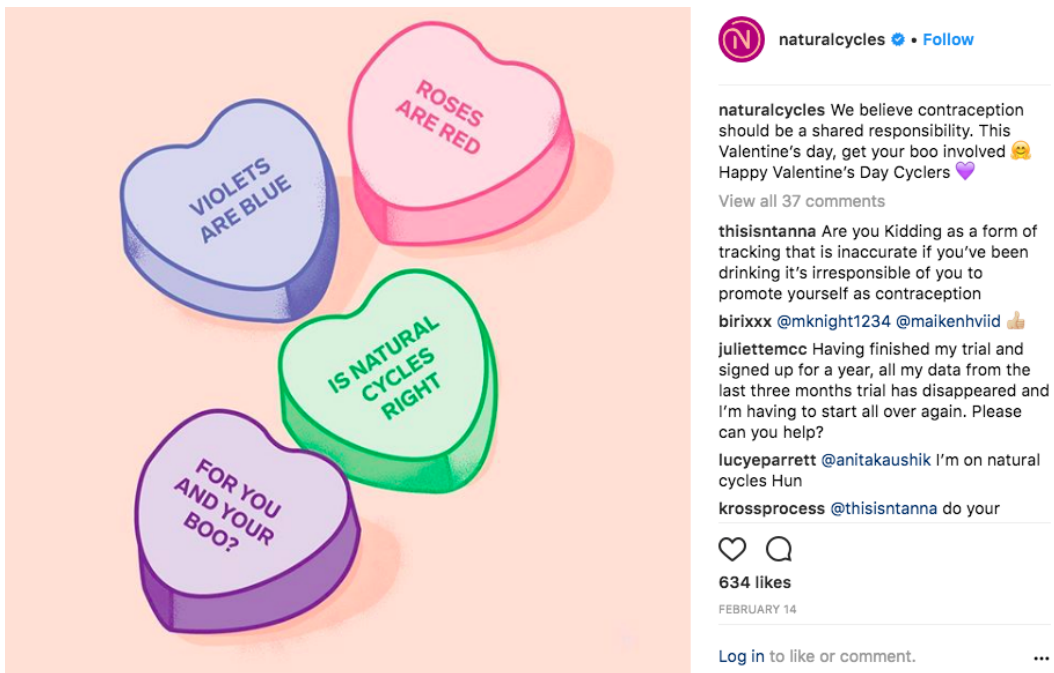 ROSES
ARE RED
VIOLETS
ARE BLUE
IS NATURAL
CYCLES
RIGHT
FOR YOU
AND YOUR
BOO?
N
naturalcycles • Follow
naturalcycles We believe contraception
should be a shared responsibility. This
Valentine's day, get your boo involved 🤗
Happy Valentine's Day Cyclers 💜
View all 37 comments
thisisntanna Are you Kidding as a form of
tracking that is inaccurate if you've been
drinking it's irresponsible of you to
promote yourself as contraception
birixxx @mknight1234 @maikenhviid 👍🏼
juliettemcc Having finished my trial and
signed up for a year, all my data from the
last three months trial has disappeared and
I'm having to start all over again. Please
can you help?
lucyeparrett @anitakaushik I'm on natural
cycles Hun
krossprocess @thisisntanna do your
634 likes
FEBRUARY 14
Log in to like or comment.